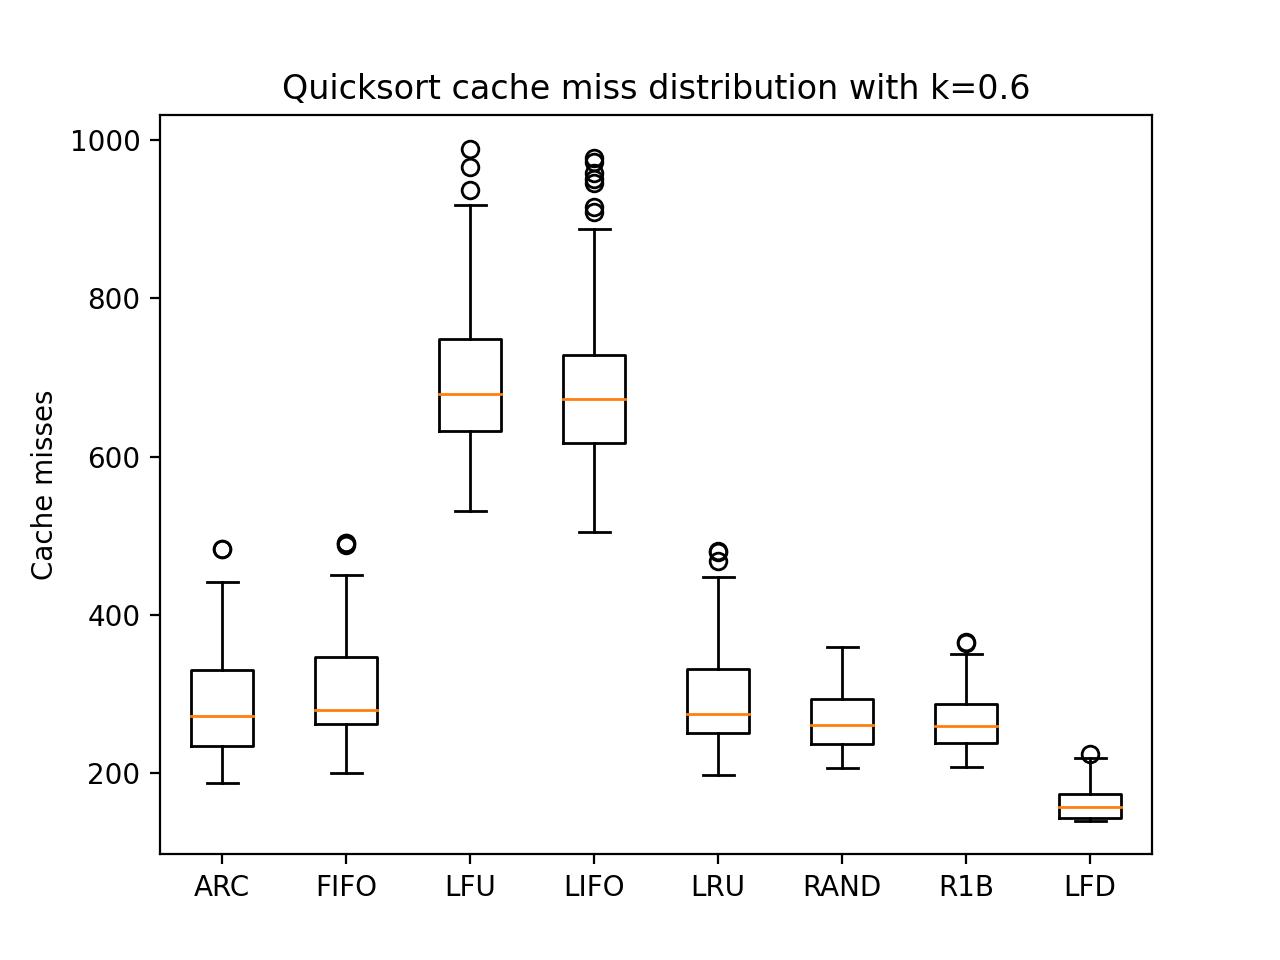 Quicksort cache miss distribution with k=0.6
1000
800
600
400
200
Cache misses
ARC FIFO LFU LIFO LRU RAND R1B LFD